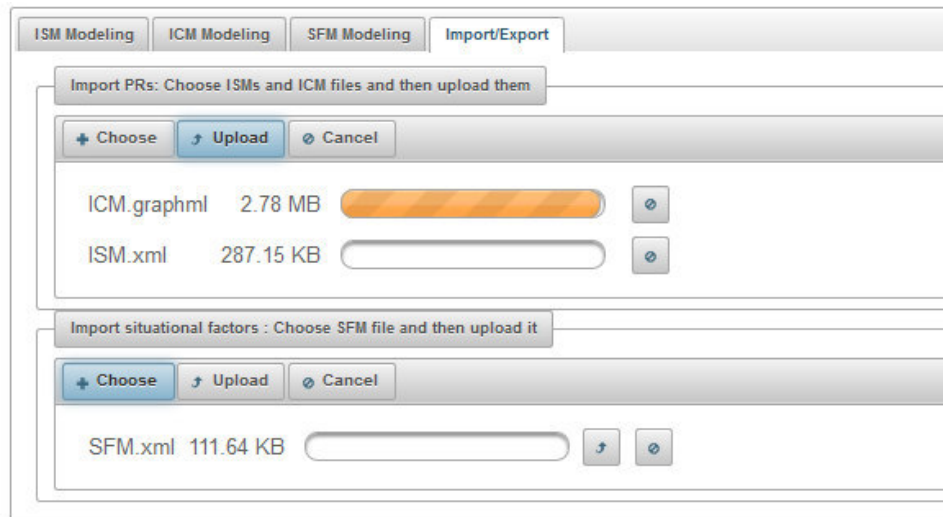 ISM Modeling ICM Modeling SFM Modeling Import/Export
Import PRs: Choose ISMs and ICM files and then upload them
Choose Upload Cancel
ICM.graphml 2.78 MB
ISM.xml 287.15 KB
Import situational factors : Choose SFM file and then upload it
Choose Upload Cancel
SFM.xml 111.64 KB